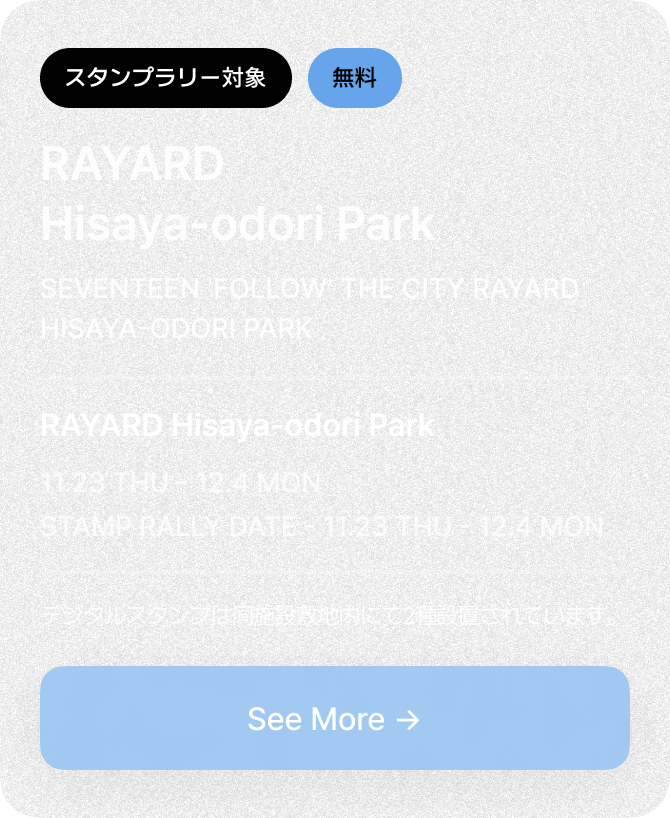 スタンプラリー対象
無料
RAYARD
Hisaya-odori Park
SEVENTEEN 'FOLLOW' THE CITY RAYARD
HISAYA-ODORI PARK
RAYARD Hisaya-odori Park
11.23 THU - 12.4 MON
STAMP RALLY DATE - 11.23 THU - 12.4 MON
デジタルスタンプは同施設敷地内にて2種設置されています。
See More →